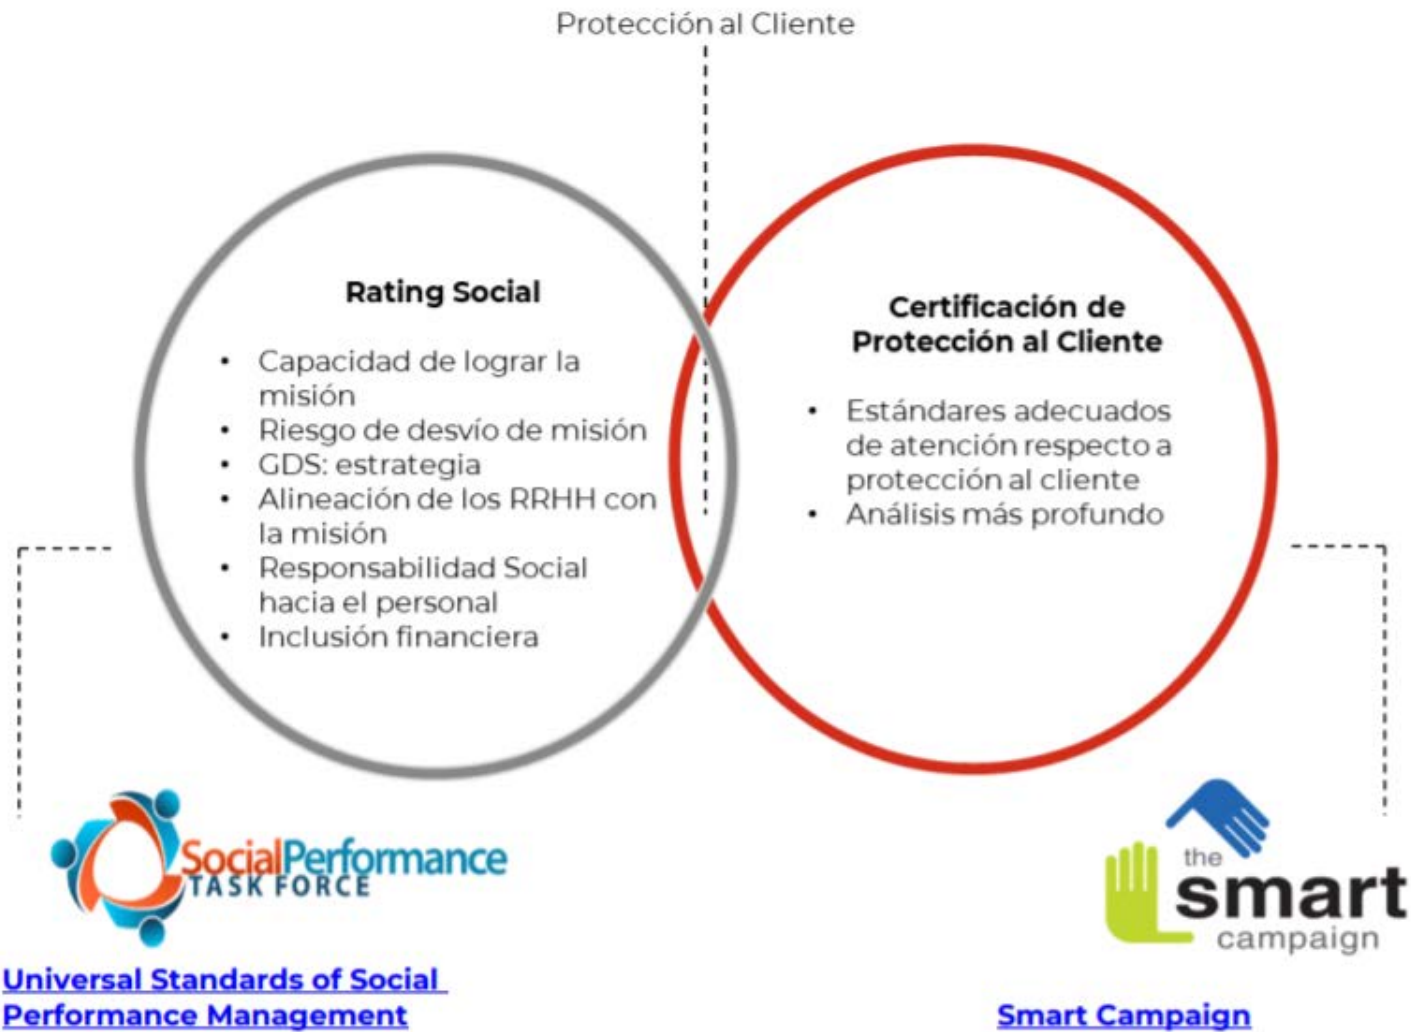 Protección al Cliente
Rating Social
• Capacidad de lograr la
misión
• Riesgo de desvío de misión
• GDS: estrategia
• Alineación de los RRHH con
la misión
• Responsabilidad Social
hacia el personal
• Inclusión financiera
Certificación de
Protección al Cliente
• Estándares adecuados
de atención respecto a
protección al cliente
• Análisis más profundo
SocialPerformance
TASK FORCE
Universal Standards of Social
Performance Management
the
smart
campaign
Smart Campaign